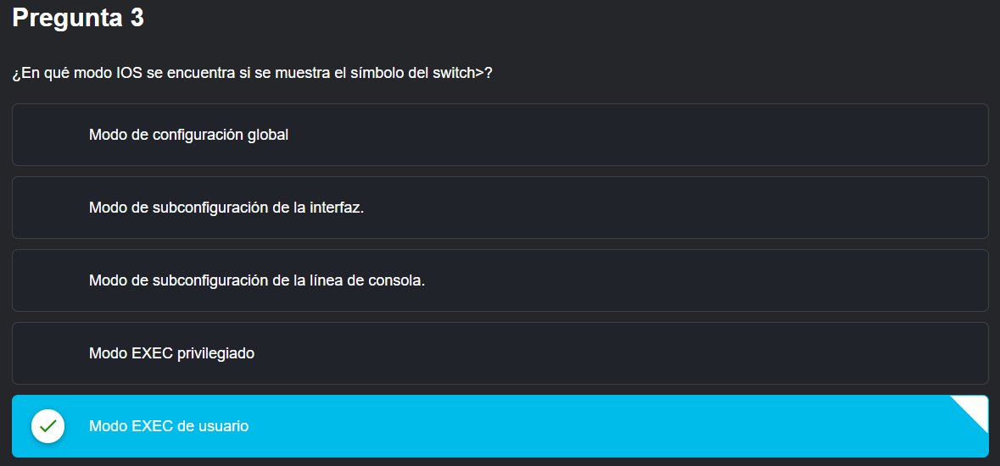 Pregunta 3
¿En qué modo IOS se encuentra si se muestra el símbolo del switch>?
Modo de configuración global
Modo de subconfiguración de la interfaz.
Modo de subconfiguración de la línea de consola.
Modo EXEC privilegiado
Modo EXEC de usuario